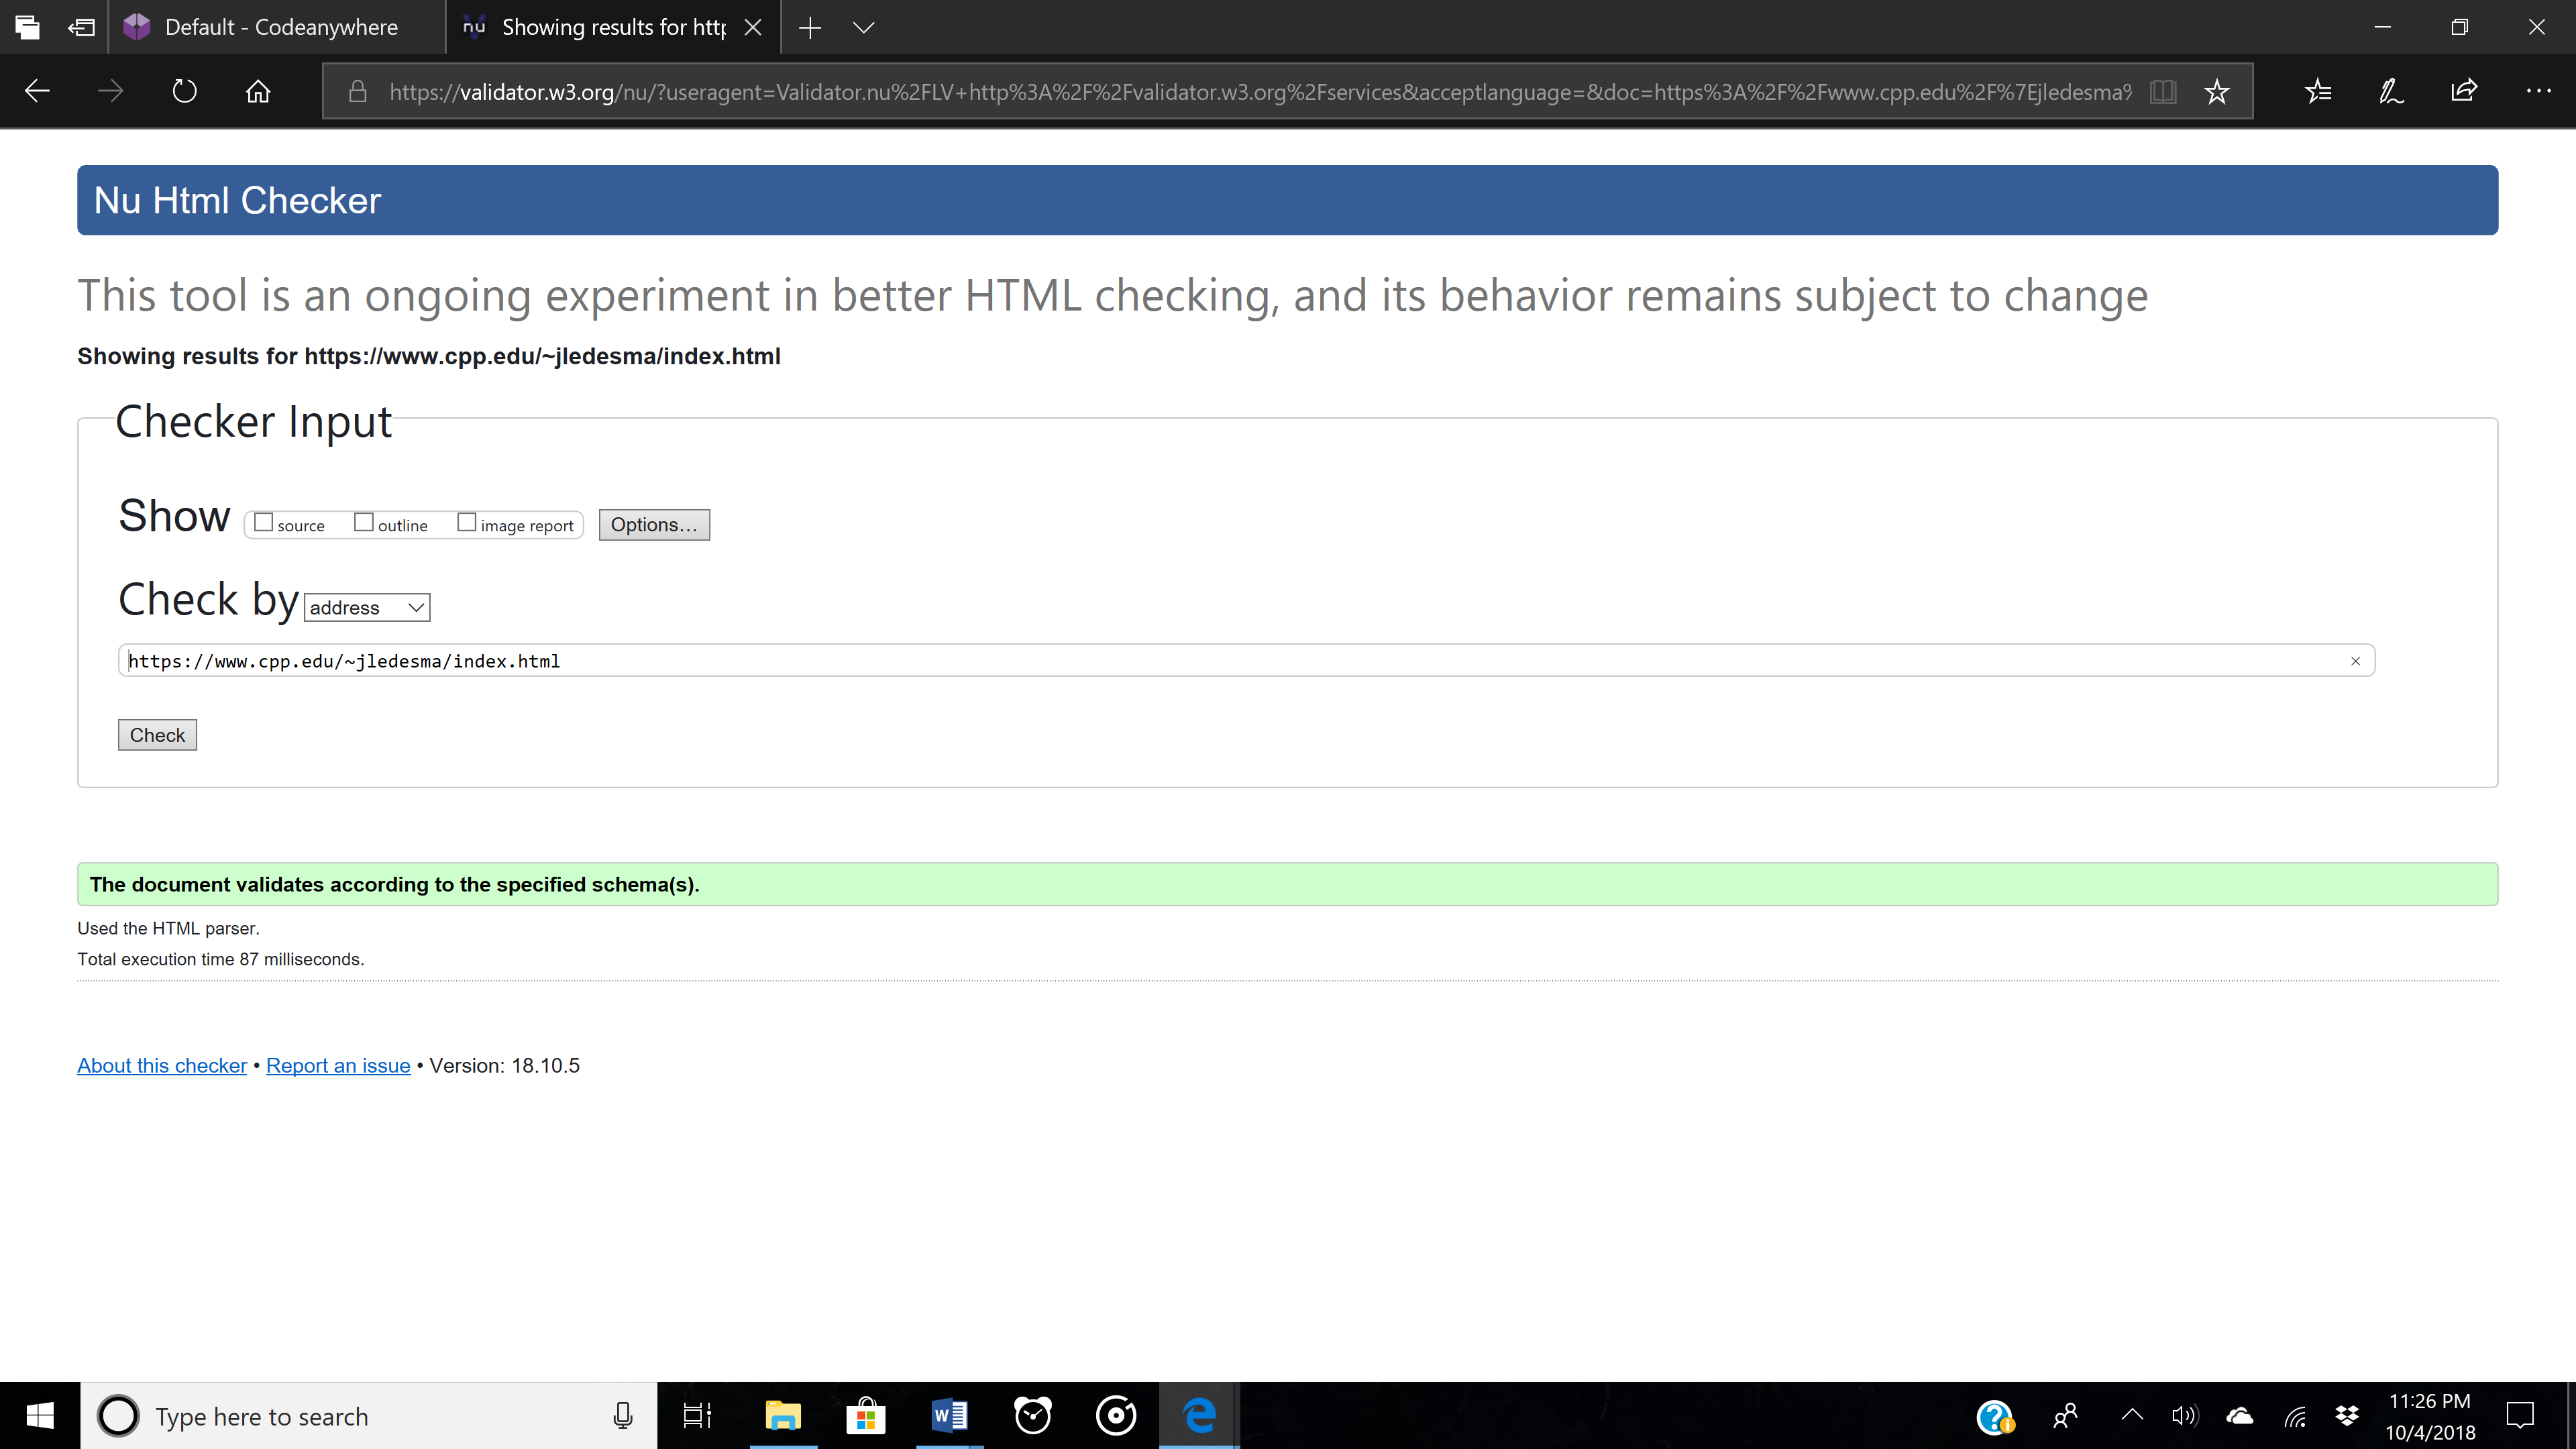 Default - Codeanywhere
nu Showing results for http
https://validator.w3.org/nu/?useragent=Validator.nu%2FLV+http%3A%2F%2Fvalidator.w3.org%2Fservices&acceptlanguage=&doc=https%3A%2F%2Fwww.cpp.edu%2F%7Ejledesma%
Nu Html Checker
This tool is an ongoing experiment in better HTML checking, and its behavior remains subject to change
Showing results for https://www.cpp.edu/~jledesma/index.html
Checker Input
Show source outline image report Options...
Check by address
https://www.cpp.edu/~jledesma/index.html
Check
The document validates according to the specified schema(s).
Used the HTML parser.
Total execution time 87 milliseconds.
About this checker • Report an issue • Version: 18.10.5
Type here to search
11:26 PM
10/4/2018